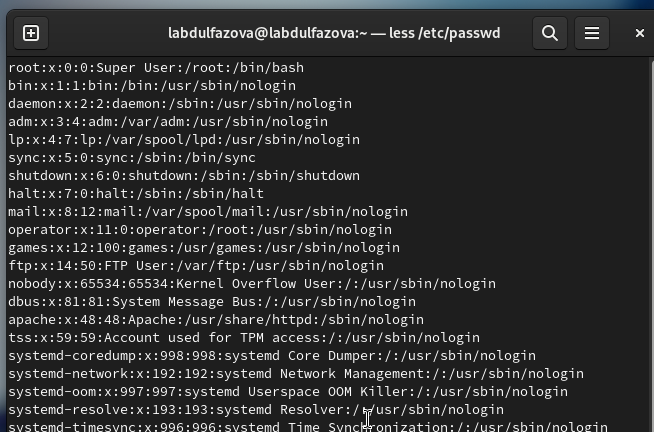 labdulfazova@labdulfazova:~ — less /etc/passwd
root:x:0:0:Super User:/root:/bin/bash
bin:x:1:1:bin:/bin:/usr/sbin/nologin
daemon:x:2:2:daemon:/sbin:/usr/sbin/nologin
adm:x:3:4:adm:/var/adm:/usr/sbin/nologin
lp:x:4:7:lp:/var/spool/lpd:/usr/sbin/nologin
sync:x:5:0:sync:/sbin:/bin/sync
shutdown:x:6:0:shutdown:/sbin:/sbin/shutdown
halt:x:7:0:halt:/sbin:/sbin/halt
mail:x:8:12:mail:/var/spool/mail:/usr/sbin/nologin
operator:x:11:0:operator:/root:/usr/sbin/nologin
games:x:12:100:games:/usr/games:/usr/sbin/nologin
ftp:x:14:50:FTP User:/var/ftp:/usr/sbin/nologin
nobody:x:65534:65534:Kernel Overflow User:/:/usr/sbin/nologin
dbus:x:81:81:System Message Bus:/:/usr/sbin/nologin
apache:x:48:48:Apache:/usr/share/httpd:/sbin/nologin
tss:x:59:59:Account used for TPM access:/:/usr/sbin/nologin
systemd-coredump:x:998:998:systemd Core Dumper:/:/usr/sbin/nologin
systemd-network:x:192:192:systemd Network Management:/:/usr/sbin/nologin
systemd-oom:x:997:997:systemd Userspace OOM Killer:/:/usr/sbin/nologin
systemd-resolve:x:193:193:systemd Resolver:/:/usr/sbin/nologin
systemd-timesync:x:996:996:systemd Time Synchronization:/:/usr/sbin/nologin